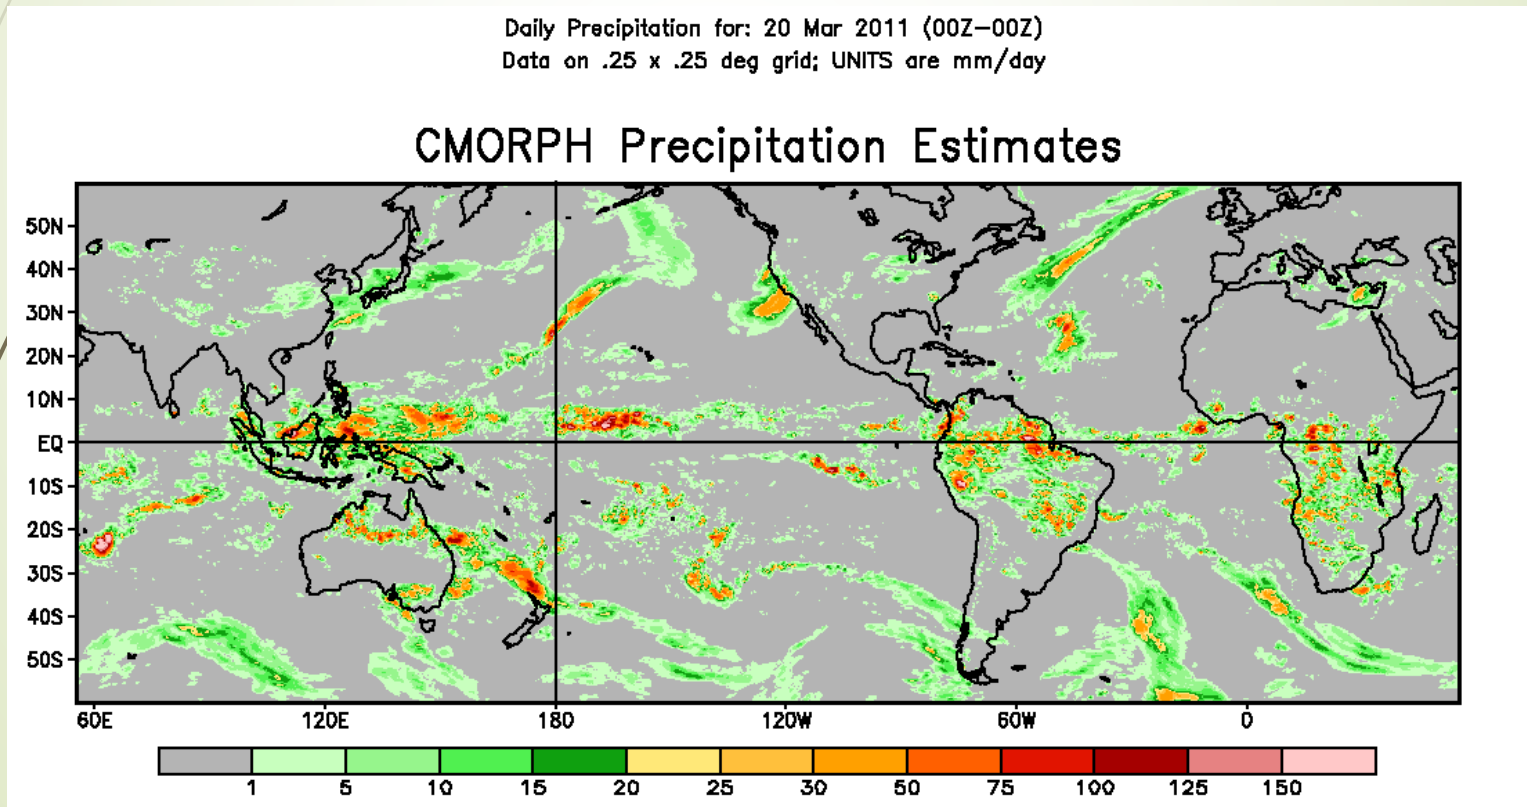 Daily Precipitation for: 20 Mar 2011 (00Z−00Z)
Data on .25 x .25 deg grid; UNITS are mm/day
CMORPH Precipitation Estimates
50N
40N
30N
20N
10N
EQ
10S
20S
30S
40S
50S
60E 120E 180 120W 60W 0
1 5 10 15 20 25 30 50 75 100 125 150